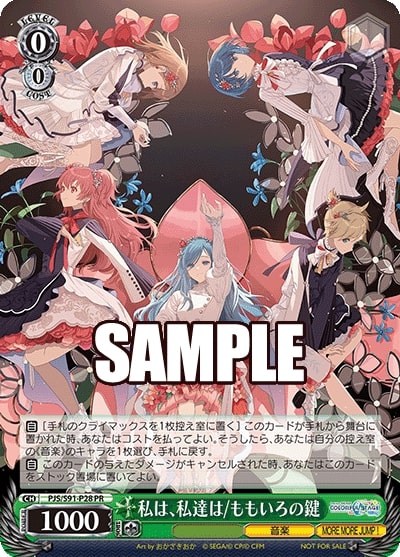 LEVEL
0
0
COST
SAMPLE
自【手札のクライマックスを1枚控え室に置く】このカードが手札から舞台に
置かれた時、あなたはコストを払ってよい。そうしたら、あなたは自分の控え室
の《音楽》のキャラを1枚選び、手札に戻す。
自 このカードの与えたダメージがキャンセルされた時、あなたはこのカードを
ストック置場に置いてよい。
CH PJS/S91-P28 PR
私は、私達は/ももいろの鍵
POWER
1000
音楽
MORE MORE JUMP!
Art by おかざきおか ©SEGA/© CP/© CFM
NOT FOR SALE